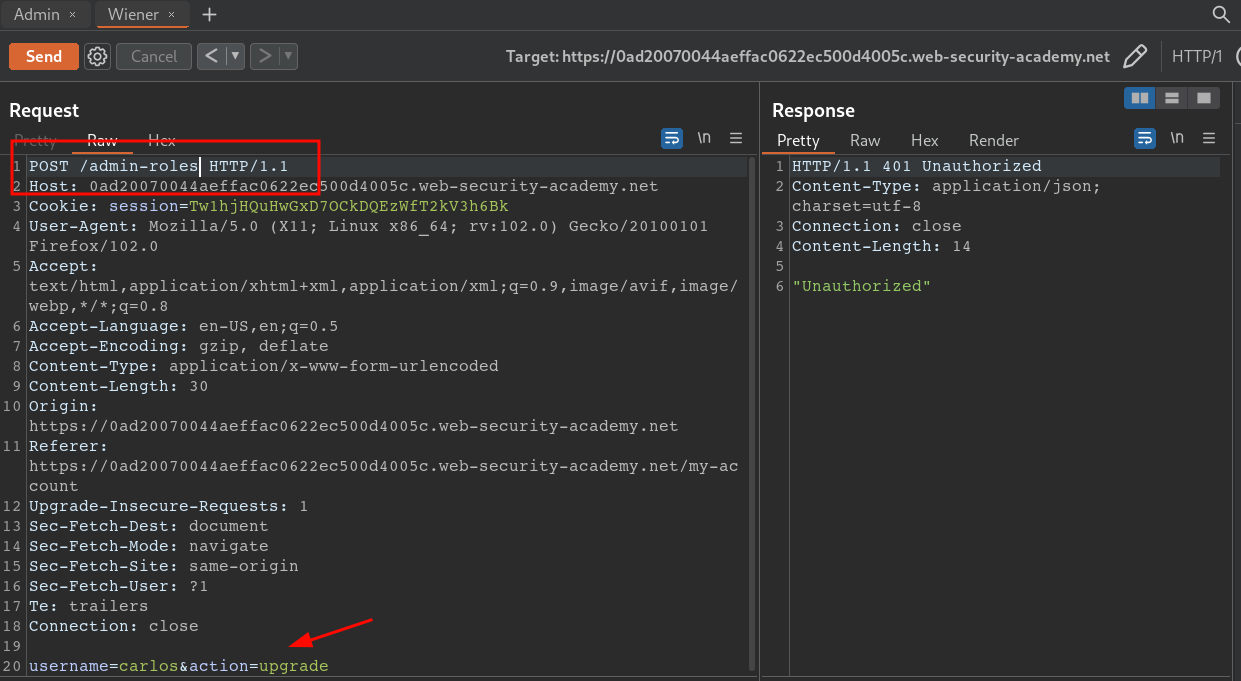 Admin × Wiener × +
Send Cancel < ▾ > ▾ Target: https://0ad20070044aeffac0622ec500d4005c.web-security-academy.net HTTP/1
Request
Pretty Raw Hex \n
1 POST /admin-roles HTTP/1.1
2 Host: 0ad20070044aeffac0622ec500d4005c.web-security-academy.net
3 Cookie: session=Tw1hjHQuHwGxD7OCkDQEzWfT2kV3h6Bk
4 User-Agent: Mozilla/5.0 (X11; Linux x86_64; rv:102.0) Gecko/20100101
Firefox/102.0
5 Accept:
text/html,application/xhtml+xml,application/xml;q=0.9,image/avif,image/
webp,*/*;q=0.8
6 Accept-Language: en-US,en;q=0.5
7 Accept-Encoding: gzip, deflate
8 Content-Type: application/x-www-form-urlencoded
9 Content-Length: 30
10 Origin:
https://0ad20070044aeffac0622ec500d4005c.web-security-academy.net
11 Referer:
https://0ad20070044aeffac0622ec500d4005c.web-security-academy.net/my-ac
count
12 Upgrade-Insecure-Requests: 1
13 Sec-Fetch-Dest: document
14 Sec-Fetch-Mode: navigate
15 Sec-Fetch-Site: same-origin
16 Sec-Fetch-User: ?1
17 Te: trailers
18 Connection: close
19
20 username=carlos&action=upgrade
Response
Pretty Raw Hex Render \n
1 HTTP/1.1 401 Unauthorized
2 Content-Type: application/json;
charset=utf-8
3 Connection: close
4 Content-Length: 14
5
6 "Unauthorized"